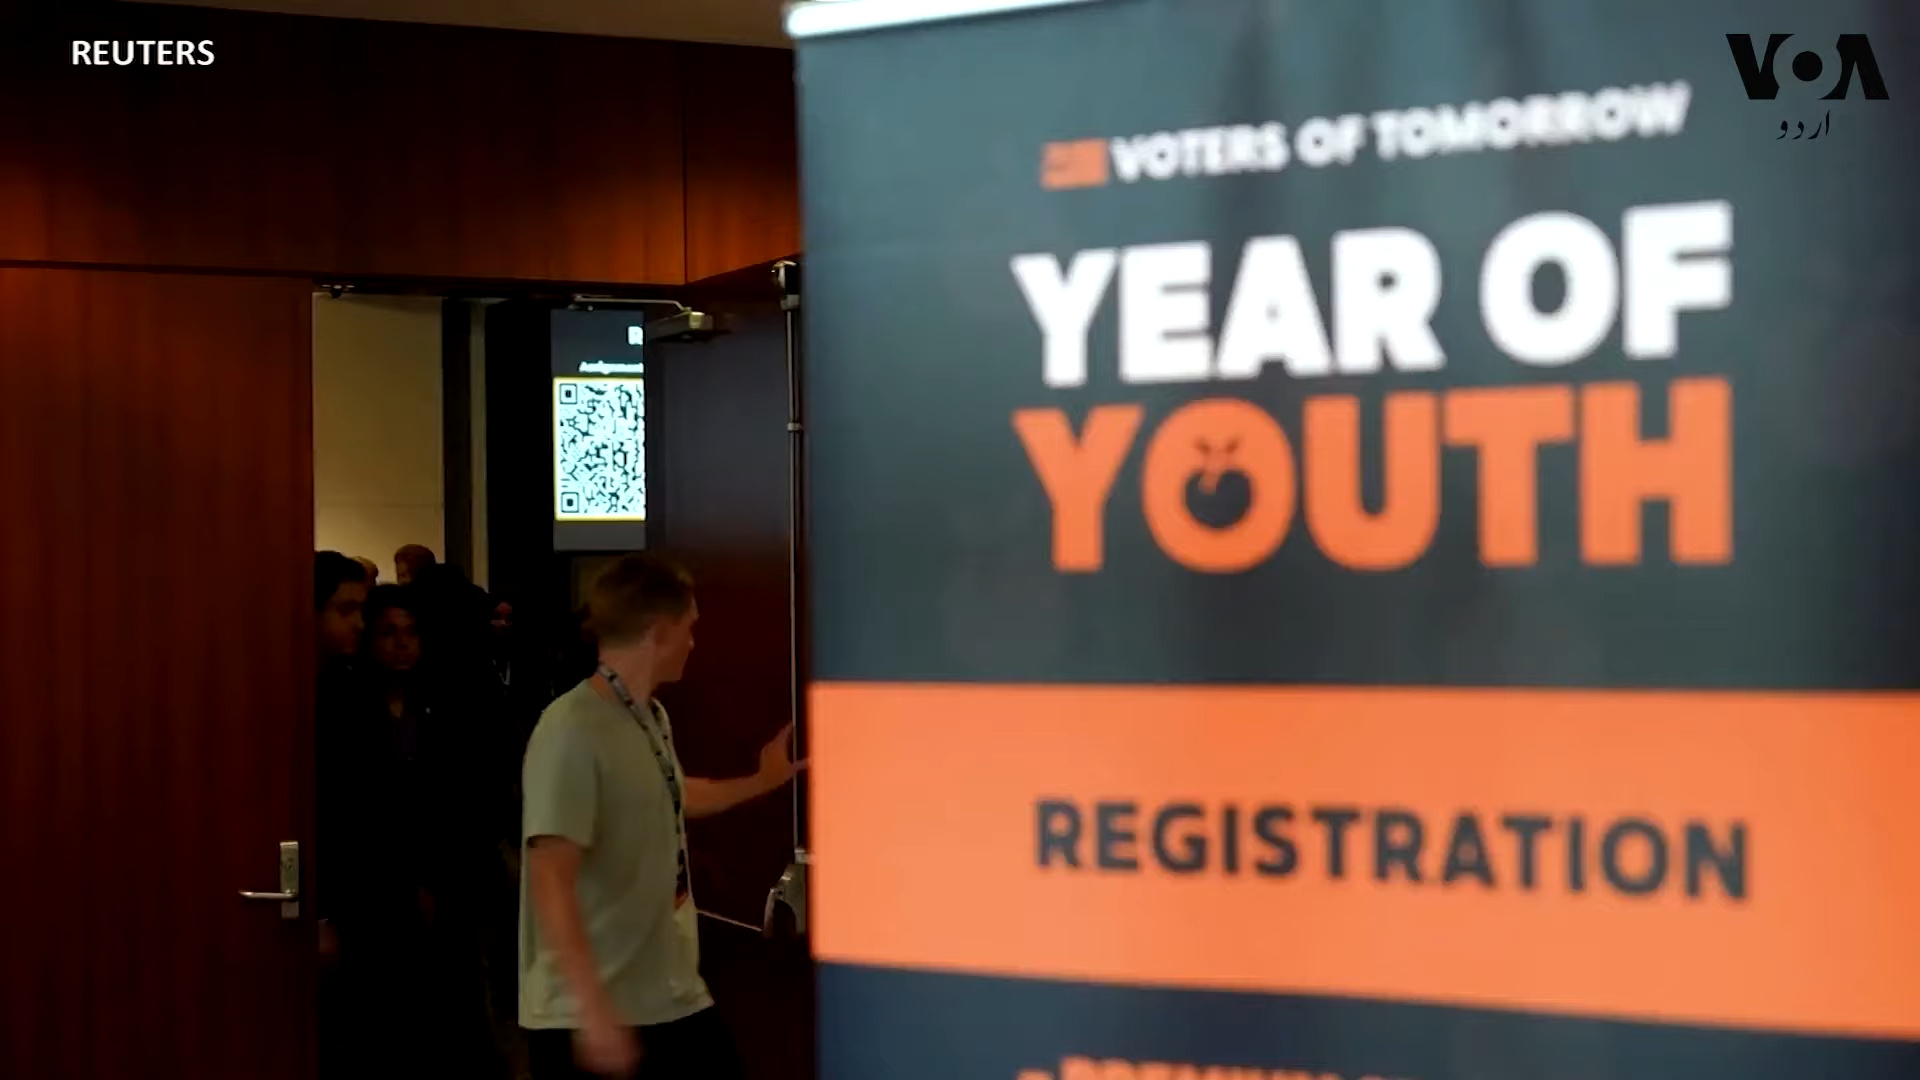 REUTERS
VOA
اردو
VOTERS OF TOMORROW
YEAR OF
YOUTH
REGISTRATION